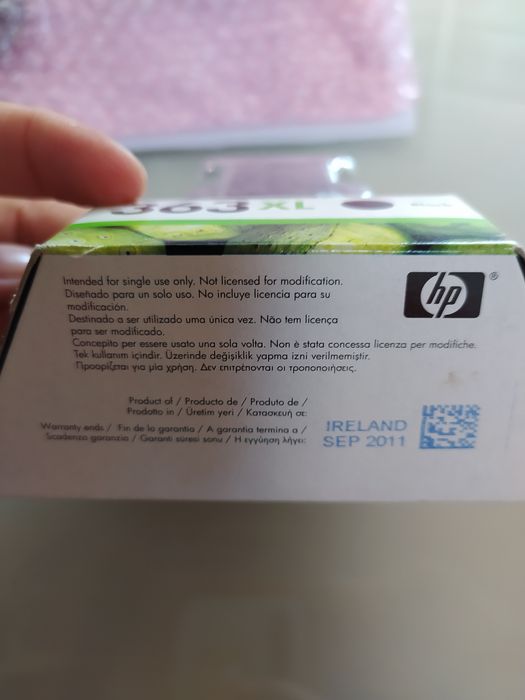 363XL
Intended for single use only. Not licensed for modification.
Diseñado para un solo uso. No incluye licencia para su
modificación.
Destinado a ser utilizado uma única vez. Não tem licença
para ser modificado.
Concepito per essere usato una sola volta. Non è stata concessa licenza per modifiche.
Tek kullanım içindir. Üzerinde değişiklik yapma izni verilmemiştir.
Προορίζεται για μία χρήση. Δεν επιτρέπονται οι τροποποιήσεις.
hp ®
Product of / Producto de / Produto de /
Prodotto in / Üretim yeri / Κατασκευή σε:
Warranty ends / Fin de la garantía / A garantia termina a /
Scadenza garanzia / Garanti süresi sonu / Η εγγύηση λήγει:
IRELAND
SEP 2011